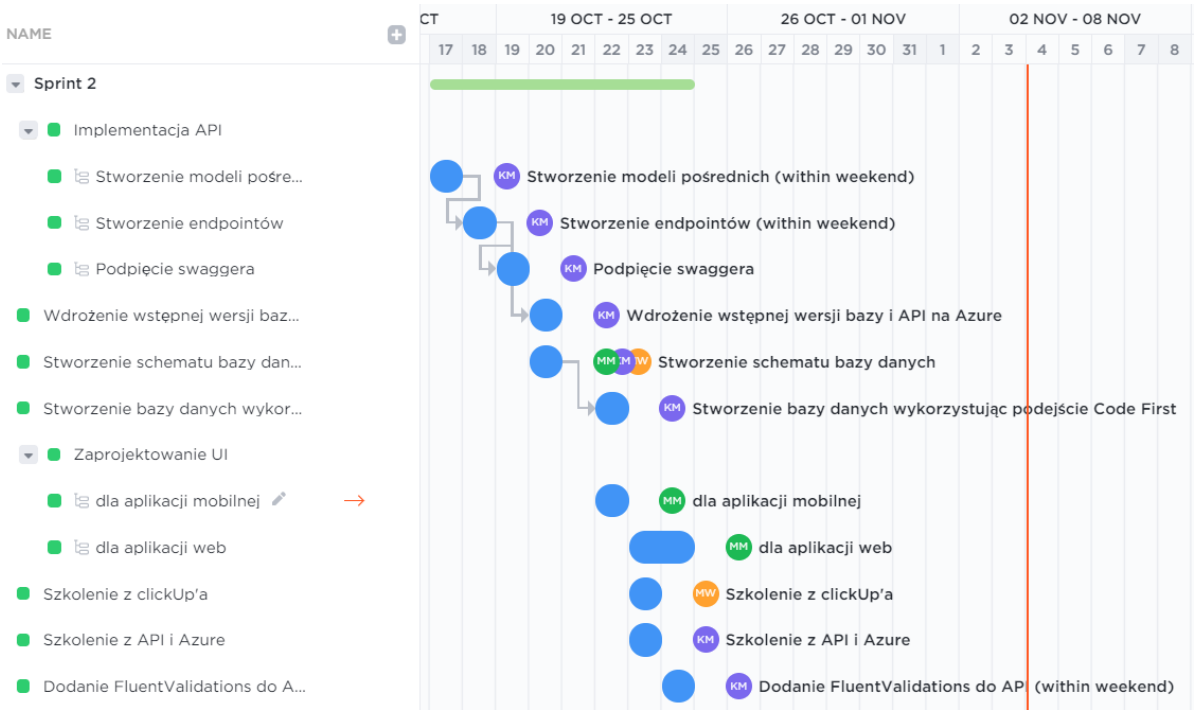 NAME
CT 19 OCT - 25 OCT 26 OCT - 01 NOV 02 NOV - 08 NOV
17 18 19 20 21 22 23 24 25 26 27 28 29 30 31 1 2 3 4 5 6 7 8
Sprint 2
Implementacja API
Stworzenie modeli pośre... KM Stworzenie modeli pośrednich (within weekend)
Stworzenie endpointów KM Stworzenie endpointów (within weekend)
Podpięcie swaggera KM Podpięcie swaggera
Wdrożenie wstępnej wersji baz... KM Wdrożenie wstępnej wersji bazy i API na Azure
Stworzenie schematu bazy dan... MM KM MW Stworzenie schematu bazy danych
Stworzenie bazy danych wykor... KM Stworzenie bazy danych wykorzystując podejście Code First
Zaprojektowanie UI
dla aplikacji mobilnej MM dla aplikacji mobilnej
dla aplikacji web MM dla aplikacji web
Szkolenie z clickUp'a MW Szkolenie z clickUp'a
Szkolenie z API i Azure KM Szkolenie z API i Azure
Dodanie FluentValidations do A... KM Dodanie FluentValidations do API (within weekend)